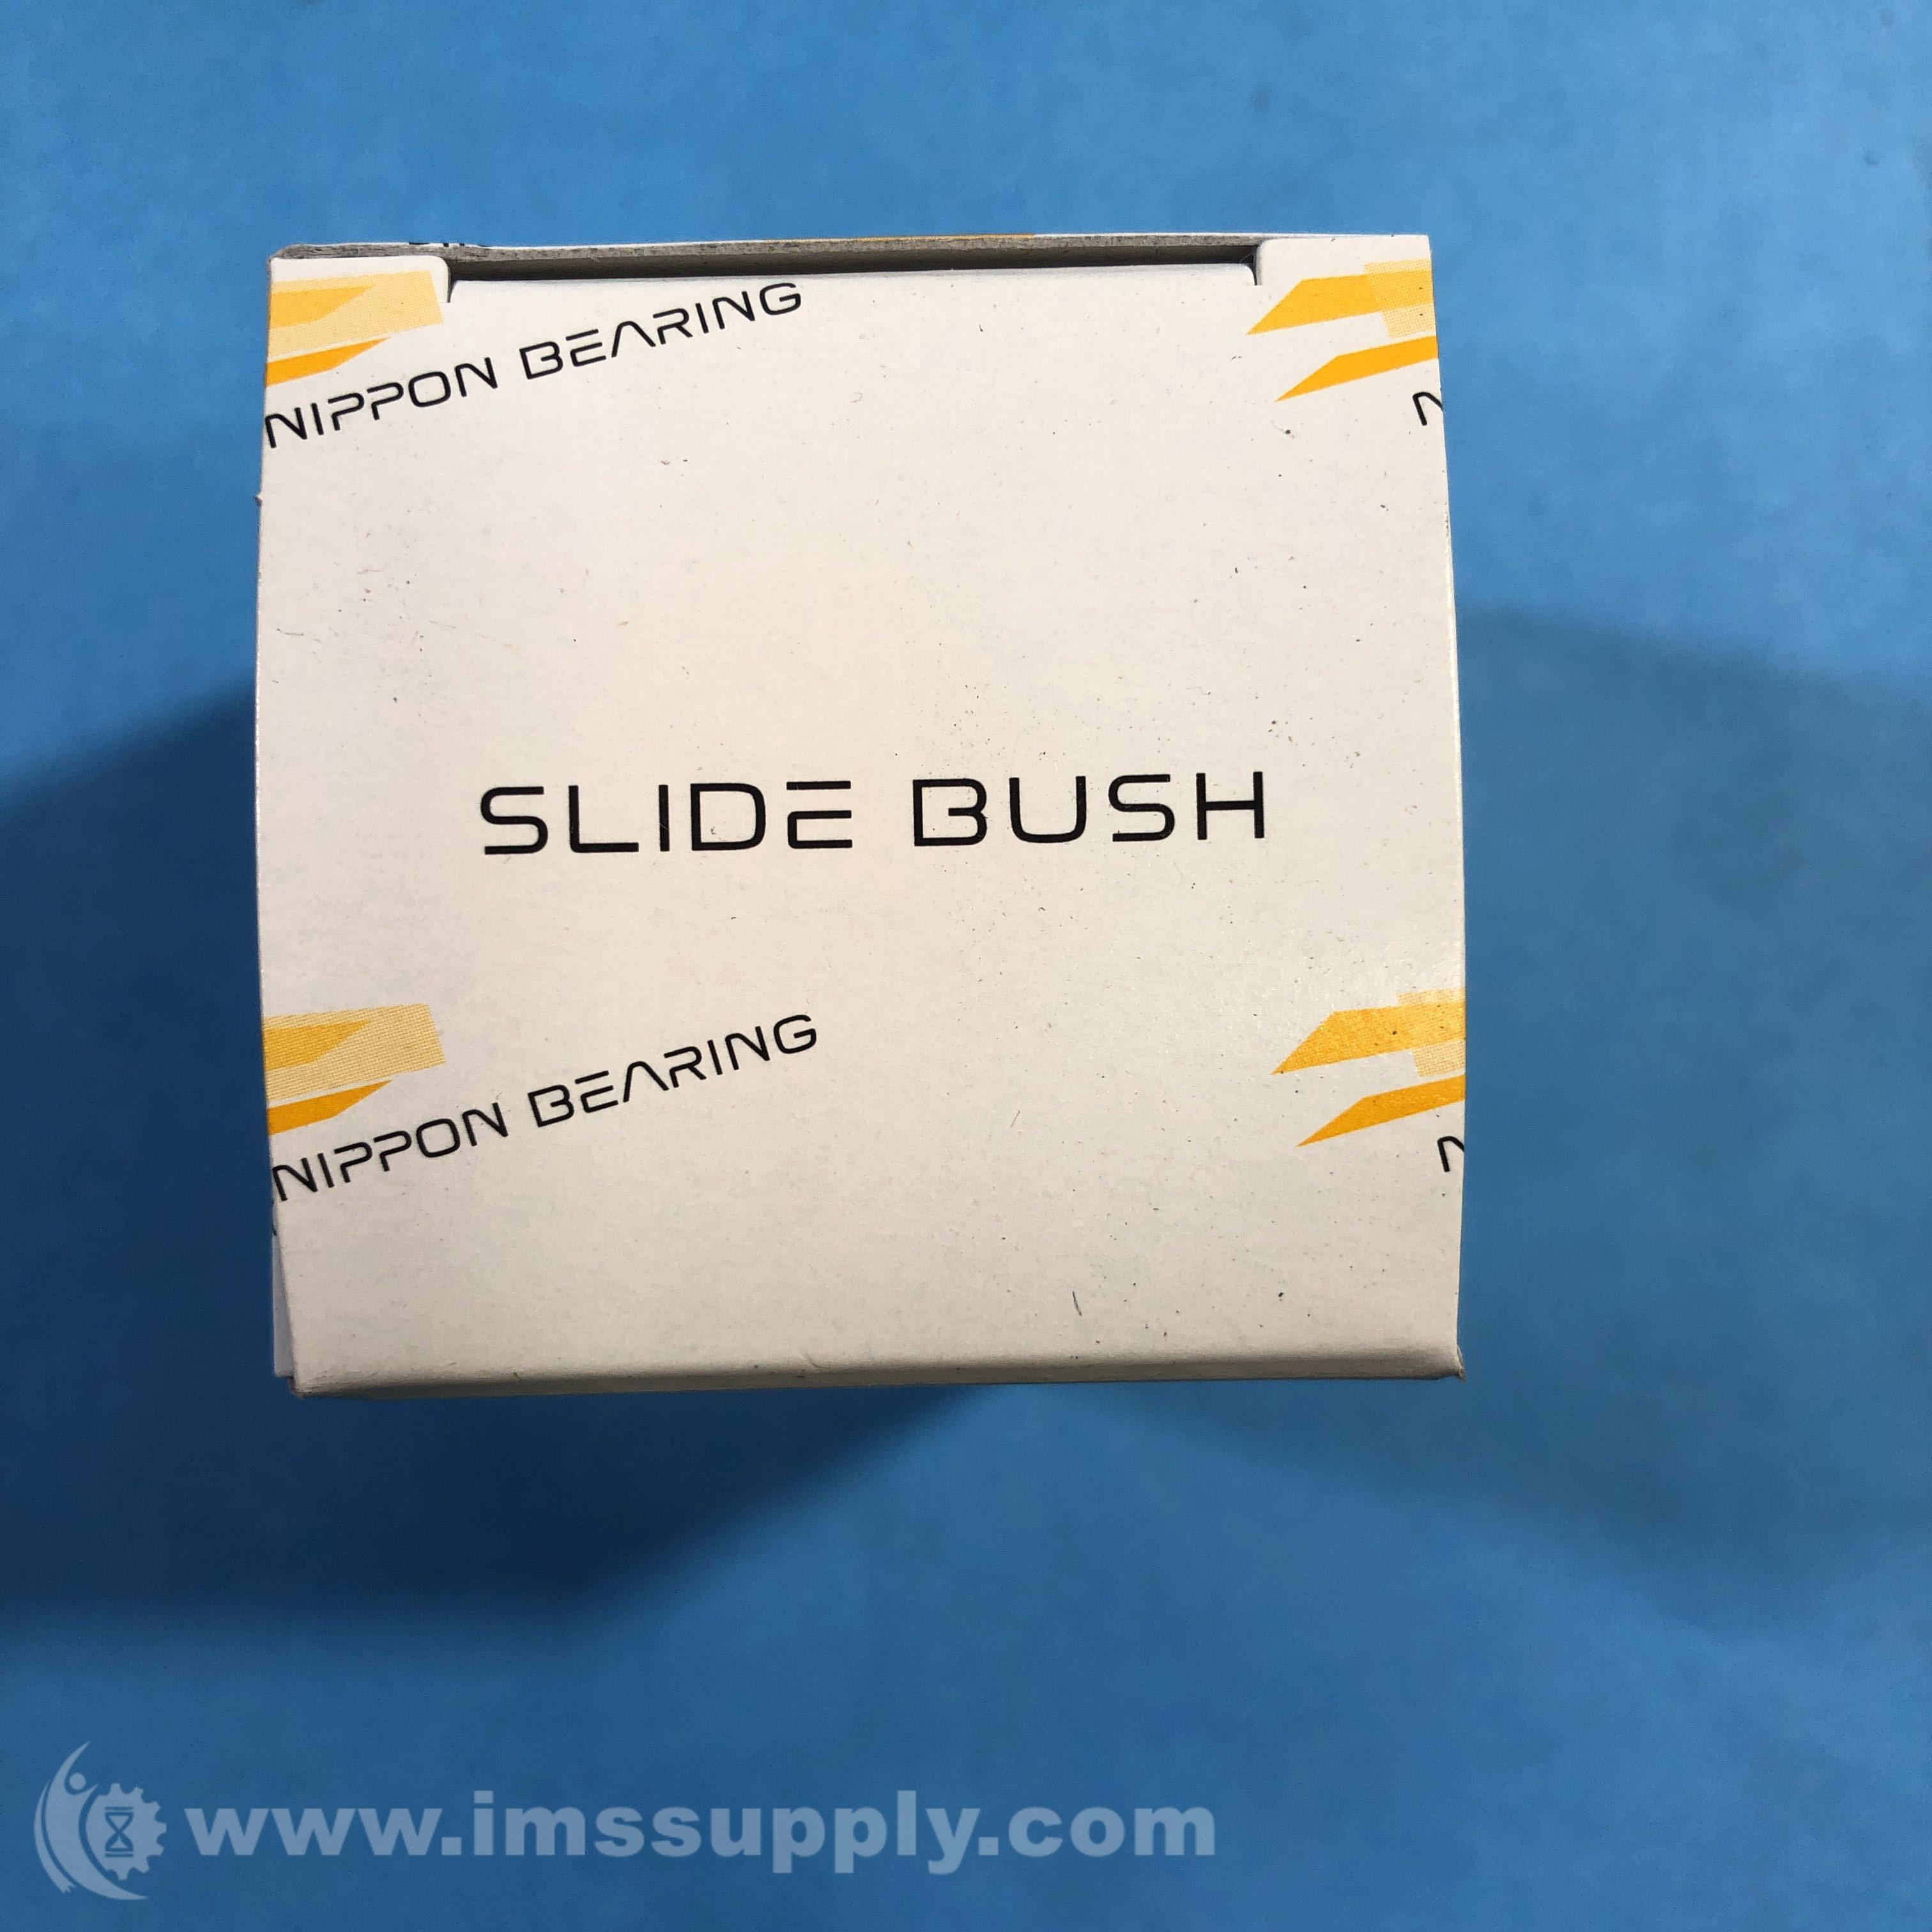 NIPPON BEARING
N
SLIDE BUSH
NIPPON BEARING
N
www.imssupply.com